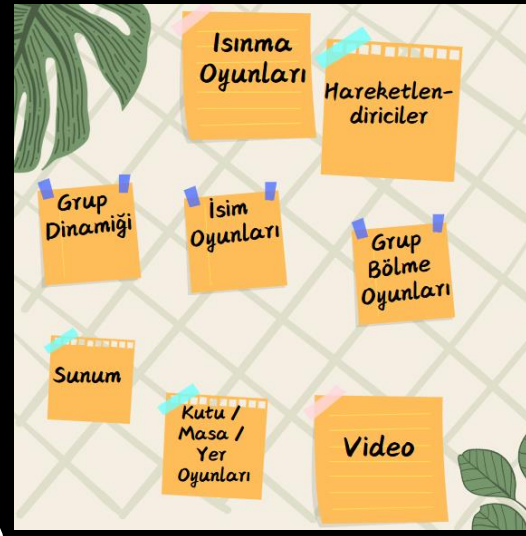 Isınma
Oyunları
Hareketlen-
diriciler
Grup
Dinamiği
İsim
Oyunları
Grup
Bölme
Oyunları
Sunum
Kutu /
Masa /
Yer
Oyunları
Video